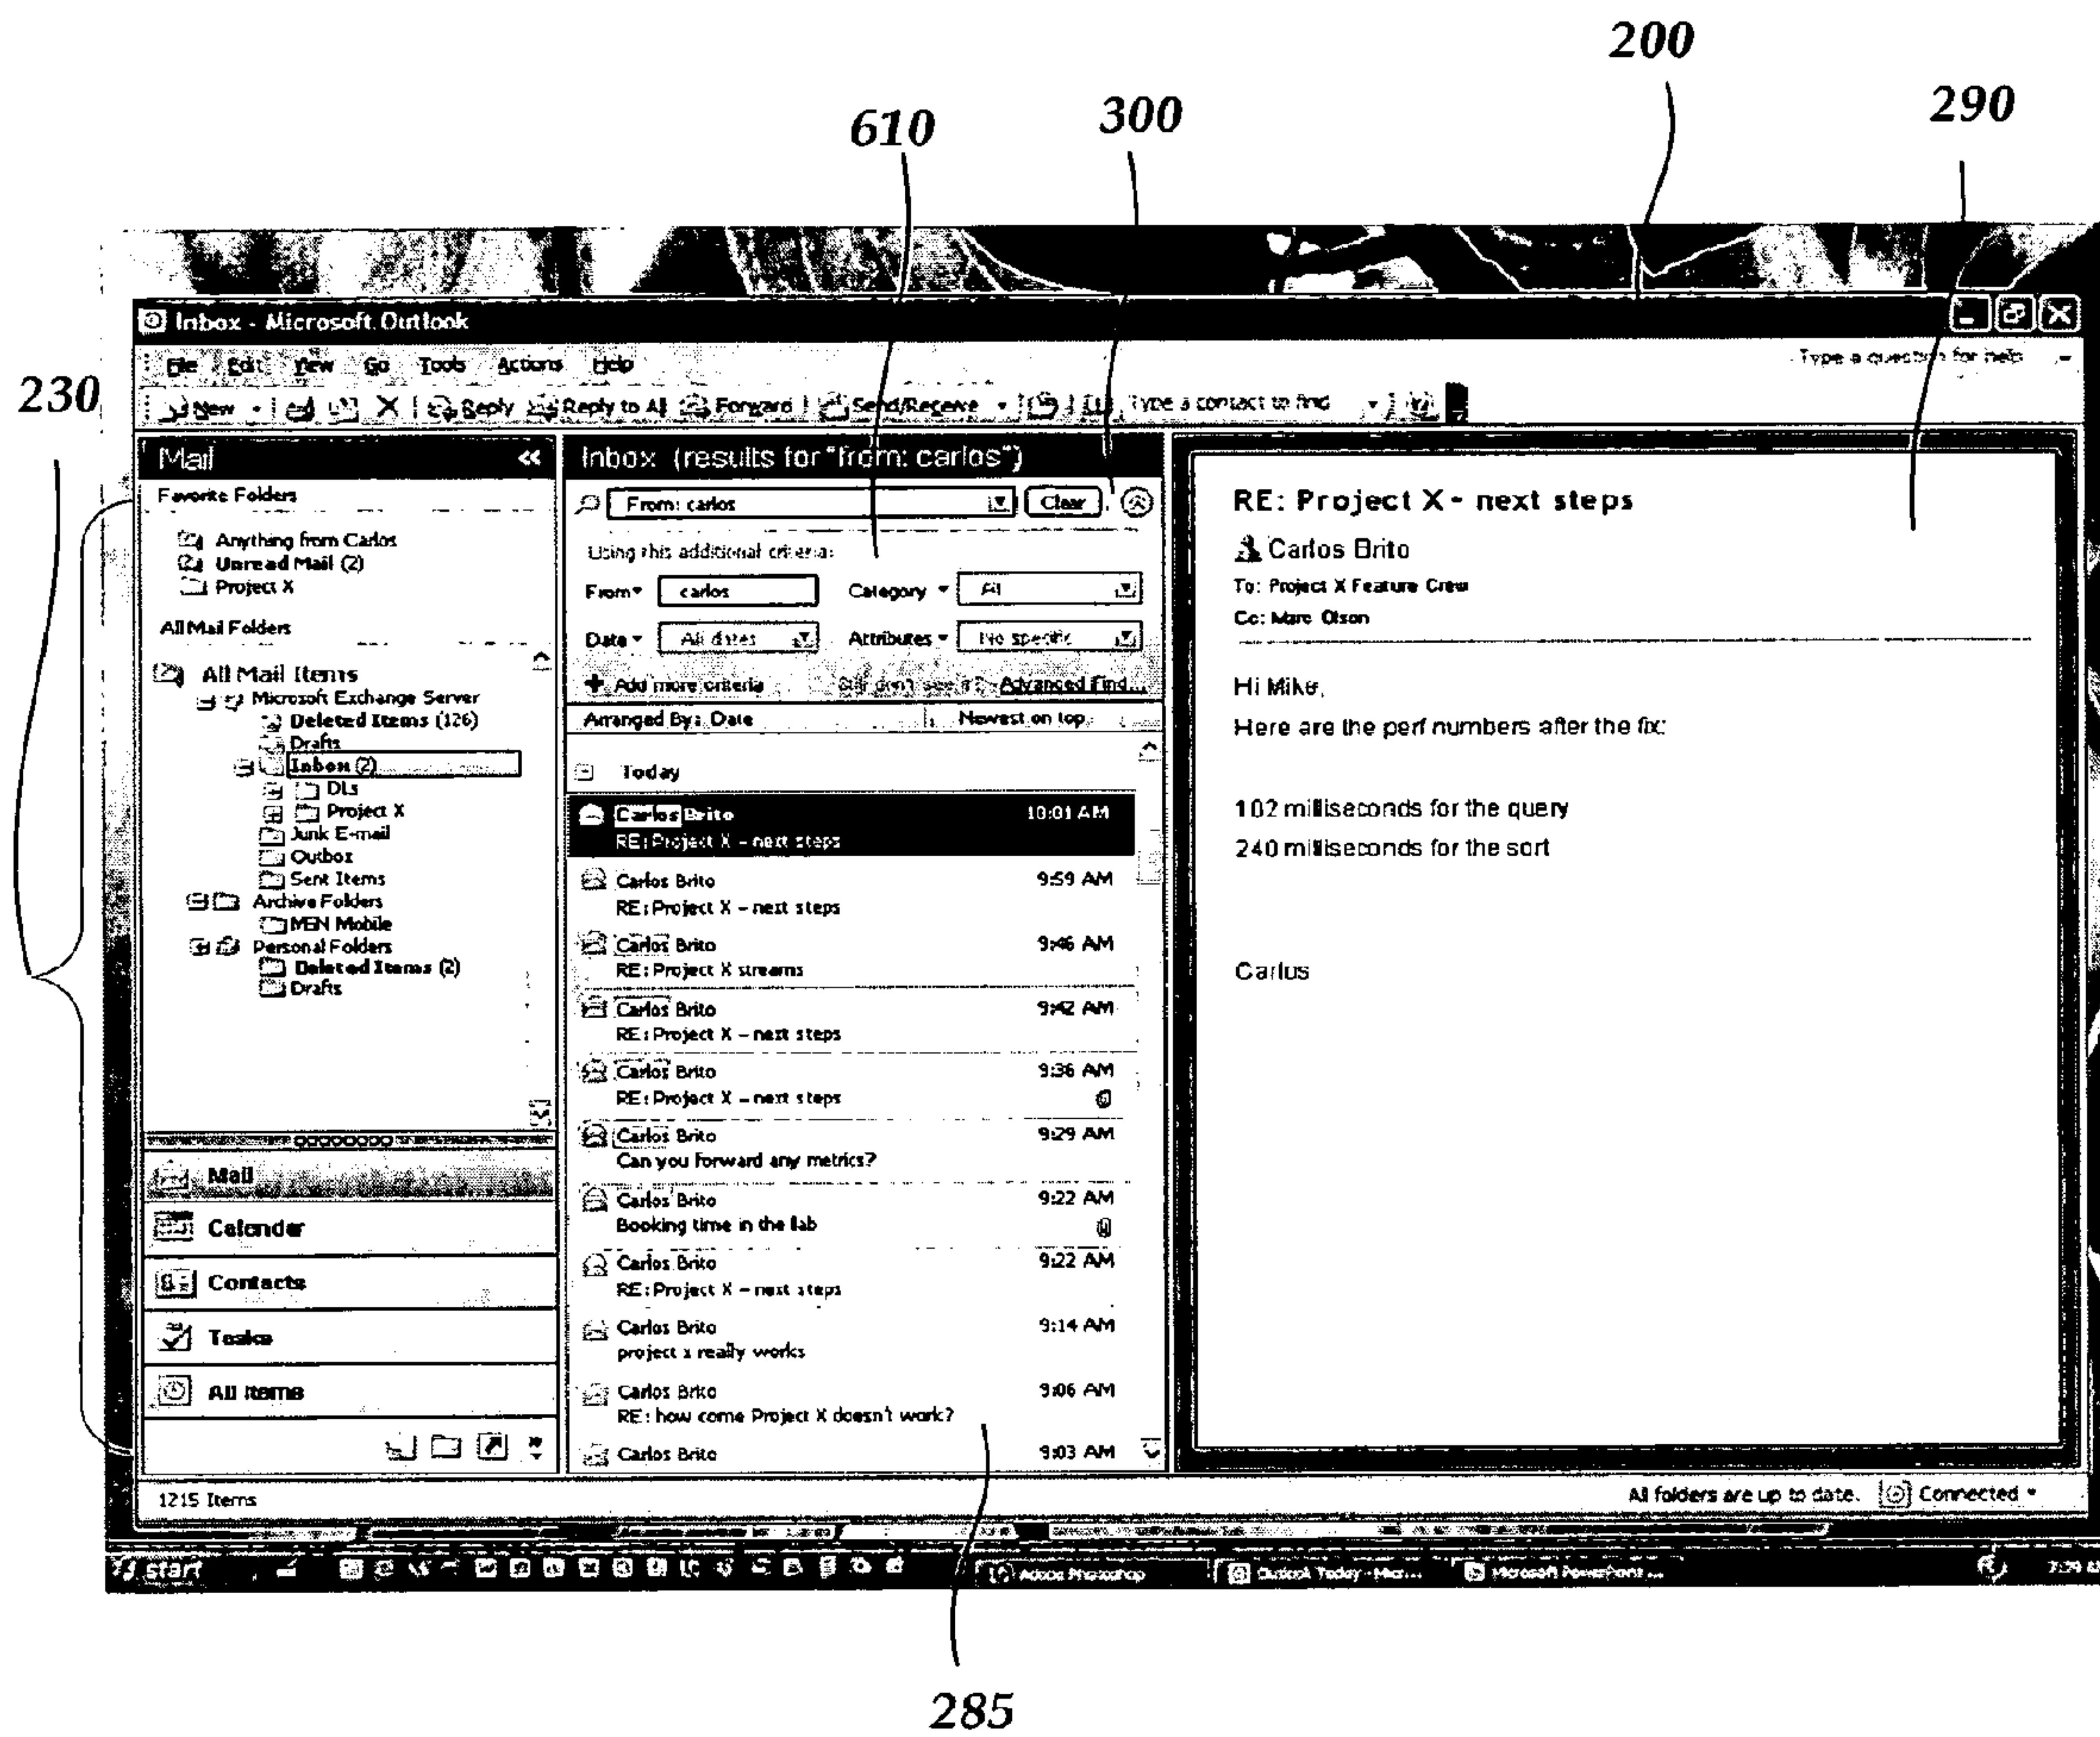 200
290
300
610
230
Inbox - Microsoft Outlook
File Edit View Go Tools Actions Help
Type a question for help
New Reply Reply to All Forward Send/Receive Type a contact to find
Mail «
Favorite Folders
Anything from Carlos
Unread Mail (2)
Project X
All Mail Folders
All Mail Items
Microsoft Exchange Server
Deleted Items (126)
Drafts
Inbox (2)
DLs
Project X
Junk E-mail
Outbox
Sent Items
Archive Folders
MSN Mobile
Personal Folders
Deleted Items (2)
Drafts
Mail
Calendar
Contacts
Tasks
All Items
Inbox (results for "from: carlos")
From: carlos Clear
Using this additional criteria:
From carlos Category All
Date All dates Attributes No specific
Add more criteria Still don't see it? Advanced Find...
Arranged By: Date Newest on top
Today
Carlos Brito 10:01 AM
RE: Project X – next steps
Carlos Brito 9:59 AM
RE: Project X – next steps
Carlos Brito 9:46 AM
RE: Project X streams
Carlos Brito 9:42 AM
RE: Project X – next steps
Carlos Brito 9:36 AM
RE: Project X – next steps
Carlos Brito 9:29 AM
Can you forward any metrics?
Carlos Brito 9:22 AM
Booking time in the lab
Carlos Brito 9:22 AM
RE: Project X – next steps
Carlos Brito 9:14 AM
project x really works
Carlos Brito 9:06 AM
RE: how come Project X doesn't work?
Carlos Brito 9:03 AM
RE: Project X - next steps
Carlos Brito
To: Project X Feature Crew
Cc: Marc Olson
Hi Mike,
Here are the perf numbers after the fix:
102 milliseconds for the query
240 milliseconds for the sort
Carlos
1215 Items
All folders are up to date. Connected
start Adobe Photoshop Outlook Today - Micr... Microsoft PowerPoint ...
285